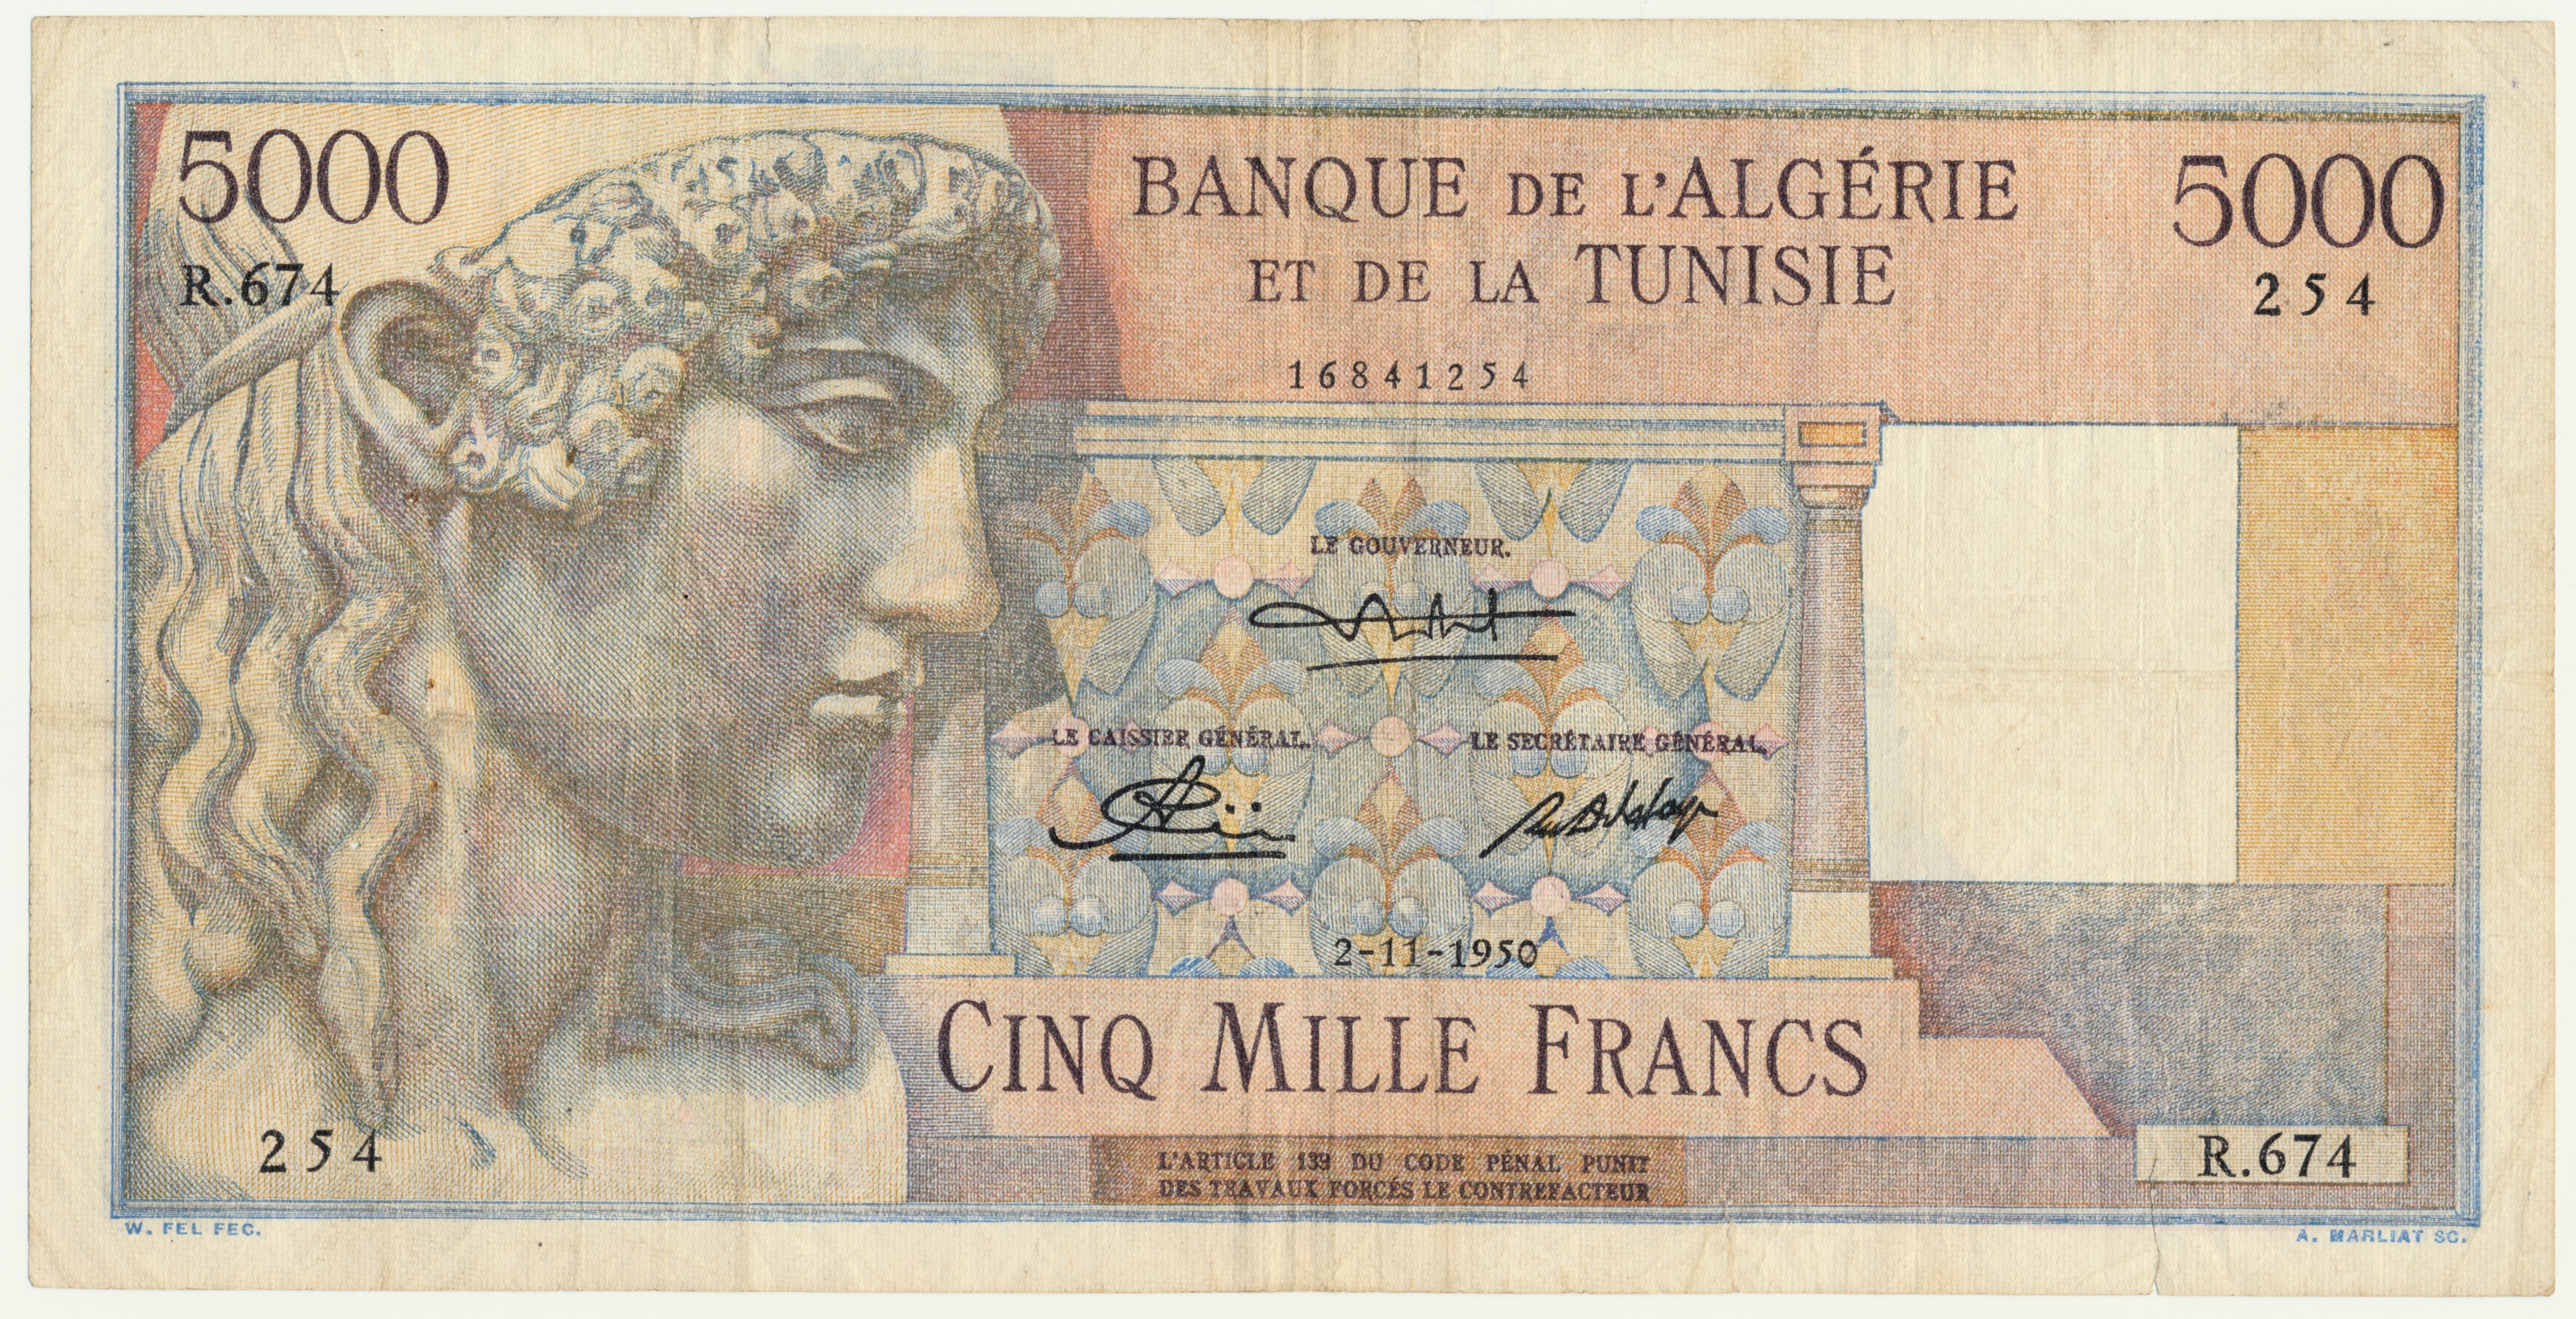 5000
BANQUE DE L'ALGÉRIE
5000
ET DE LA TUNISIE
R.674
254
16841254
LE GOUVERNEUR.
LE CAISSIER GÉNÉRAL.
LE SECRÉTAIRE GÉNÉRAL.
2-11-1950
CINQ MILLE FRANCS
254
L'ARTICLE 139 DU CODE PÉNAL PUNIT
DES TRAVAUX FORCÉS LE CONTREFACTEUR
R.674
W. FEL FEC.
A. MARLIAT SC.